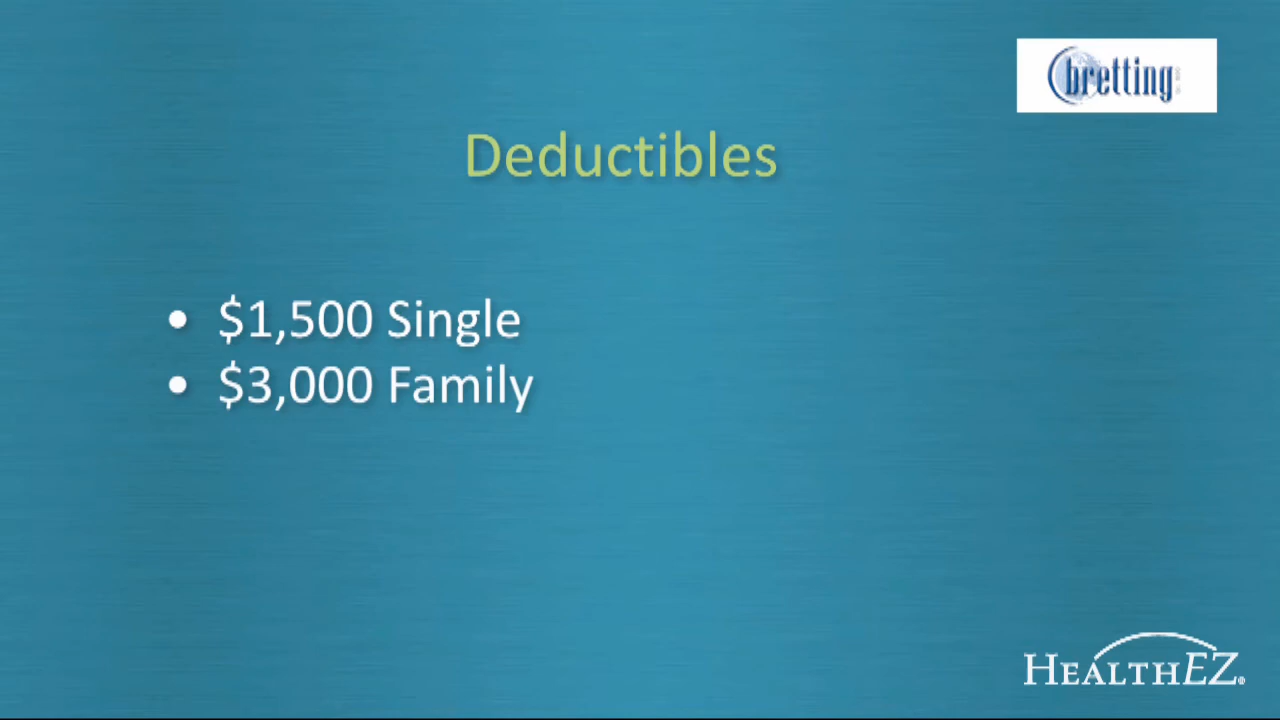 bretting
Deductibles
• $1,500 Single
• $3,000 Family
HEALTHEZ®